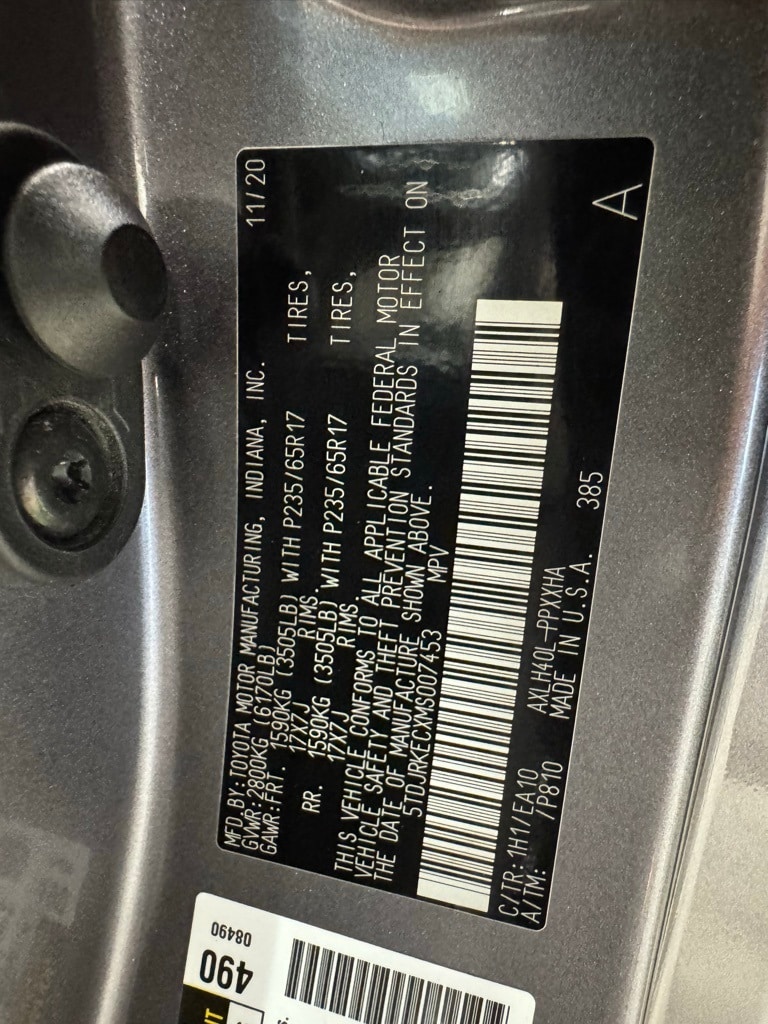 MFD.BY:TOYOTA MOTOR MANUFACTURING, INDIANA, INC. 11/20
GVWR:2800KG (6170LB)
GAWR:FRT. 1590KG (3505LB) WITH P235/65R17 TIRES,
17X7J RIMS.
RR. 1590KG (3505LB) WITH P235/65R17 TIRES,
17X7J RIMS.
THIS VEHICLE CONFORMS TO ALL APPLICABLE FEDERAL MOTOR
VEHICLE SAFETY AND THEFT PREVENTION STANDARDS IN EFFECT ON
THE DATE OF MANUFACTURE SHOWN ABOVE.
5TDJRKECXMS007453 MPV
C/TR:1H1/EA10 AXLH40L-PPXXHA
A/TM: /P810 MADE IN U.S.A. 385
A
490
08490